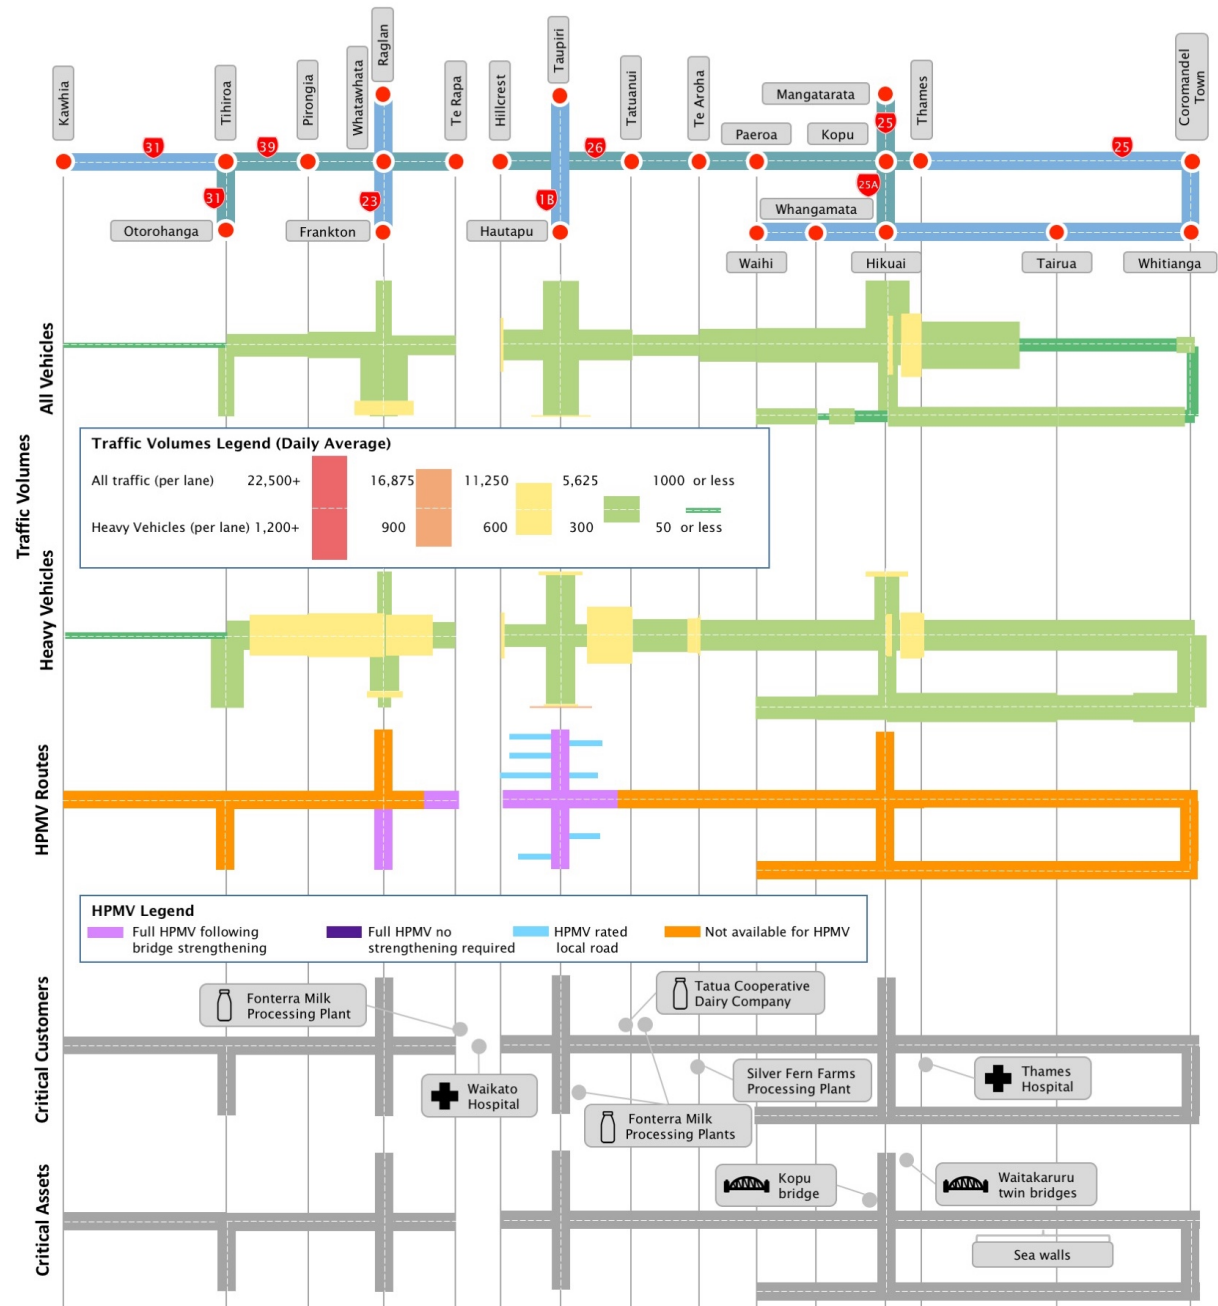 Kawhia
Tihiroa
Pirongia
Whatawhata
Raglan
Te Rapa
Hillcrest
Taupiri
Tatuanui
Te Aroha
Mangatarata
Paeroa
Kopu
Thames
Coromandel
Town
31
39
26
25
25
31
23
1B
25A
Otorohanga
Frankton
Hautapu
Whangamata
Waihi
Hikuai
Tairua
Whitianga
Traffic Volumes
All Vehicles
Traffic Volumes Legend (Daily Average)
All traffic (per lane) 22,500+ 16,875 11,250 5,625 1000 or less
Heavy Vehicles (per lane) 1,200+ 900 600 300 50 or less
Heavy Vehicles
HPMV Routes
HPMV Legend
Full HPMV following
bridge strengthening
Full HPMV no
strengthening required
HPMV rated
local road
Not available for HPMV
Critical Customers
Fonterra Milk
Processing Plant
Waikato
Hospital
Tatua Cooperative
Dairy Company
Silver Fern Farms
Processing Plant
Fonterra Milk
Processing Plants
Thames
Hospital
Critical Assets
Kopu
bridge
Waitakaruru
twin bridges
Sea walls